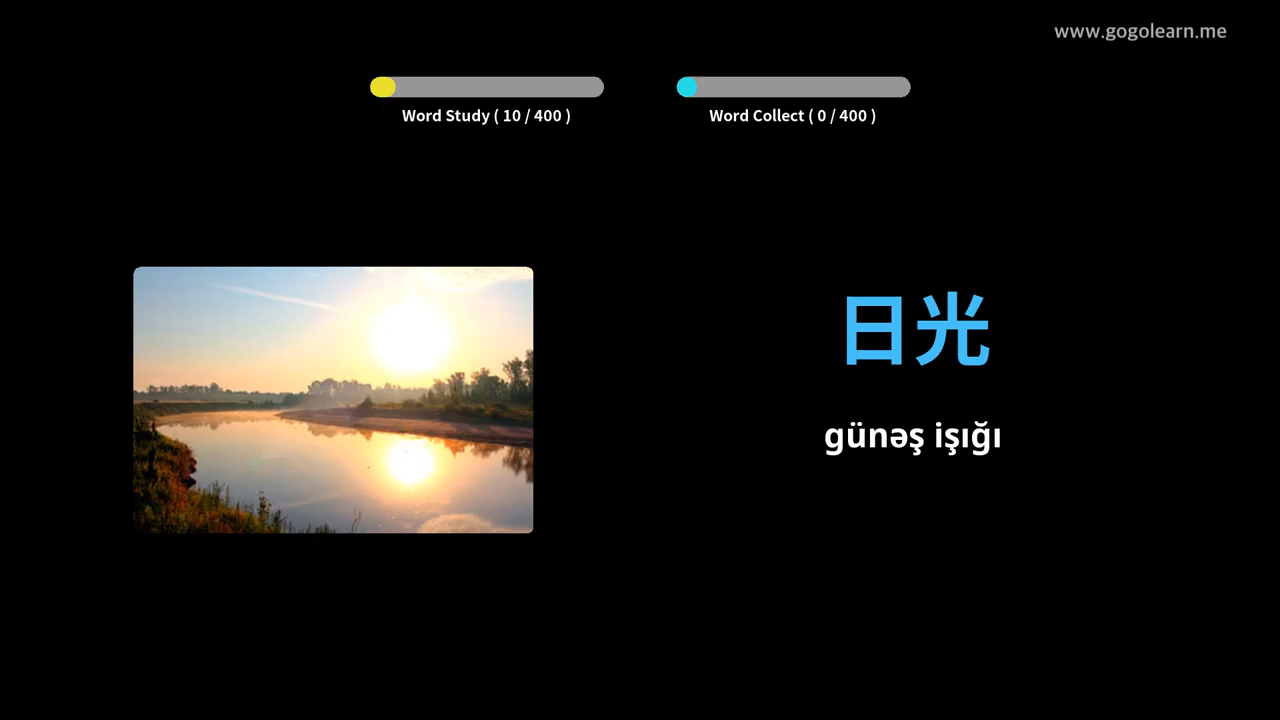 www.gogolearn.me
Word Study ( 10 / 400 )
Word Collect ( 0 / 400 )
日光
günəş işığı